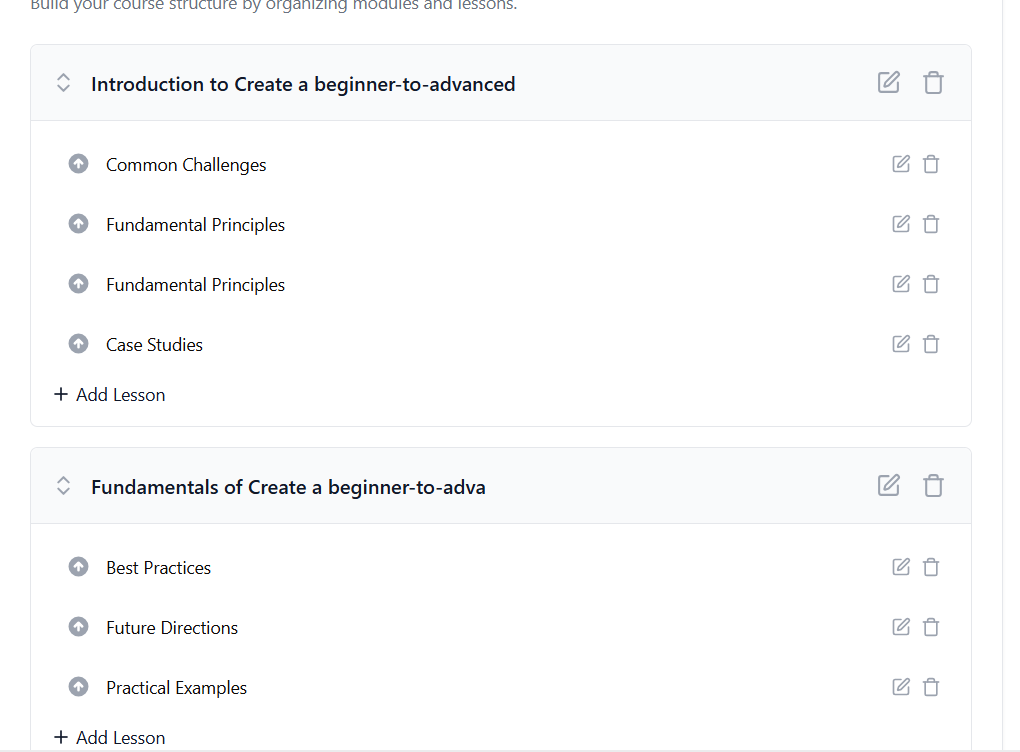 Build your course structure by organizing modules and lessons.
Introduction to Create a beginner-to-advanced
Common Challenges
Fundamental Principles
Fundamental Principles
Case Studies
+ Add Lesson
Fundamentals of Create a beginner-to-adva
Best Practices
Future Directions
Practical Examples
+ Add Lesson